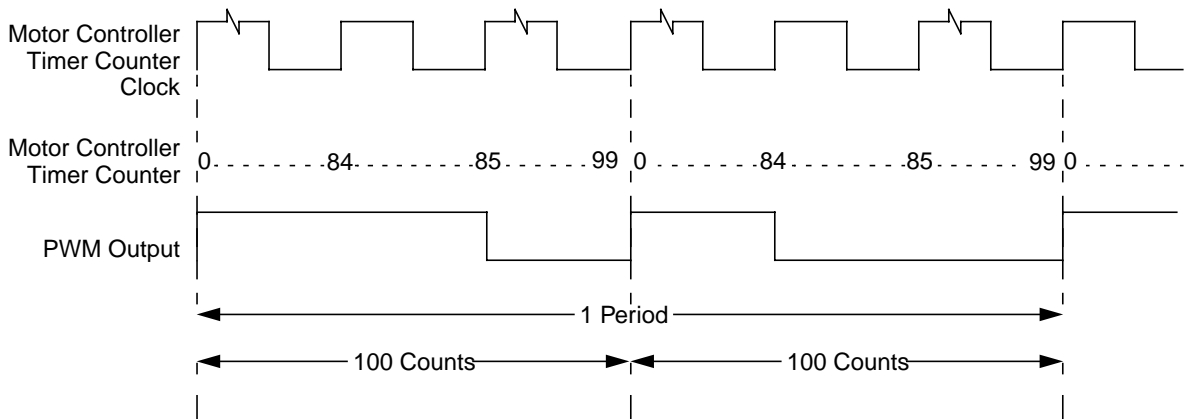 Motor Controller
Timer Counter
Clock
Motor Controller
Timer Counter
0 84 85 99 0 84 85 99 0
PWM Output
1 Period
100 Counts 100 Counts